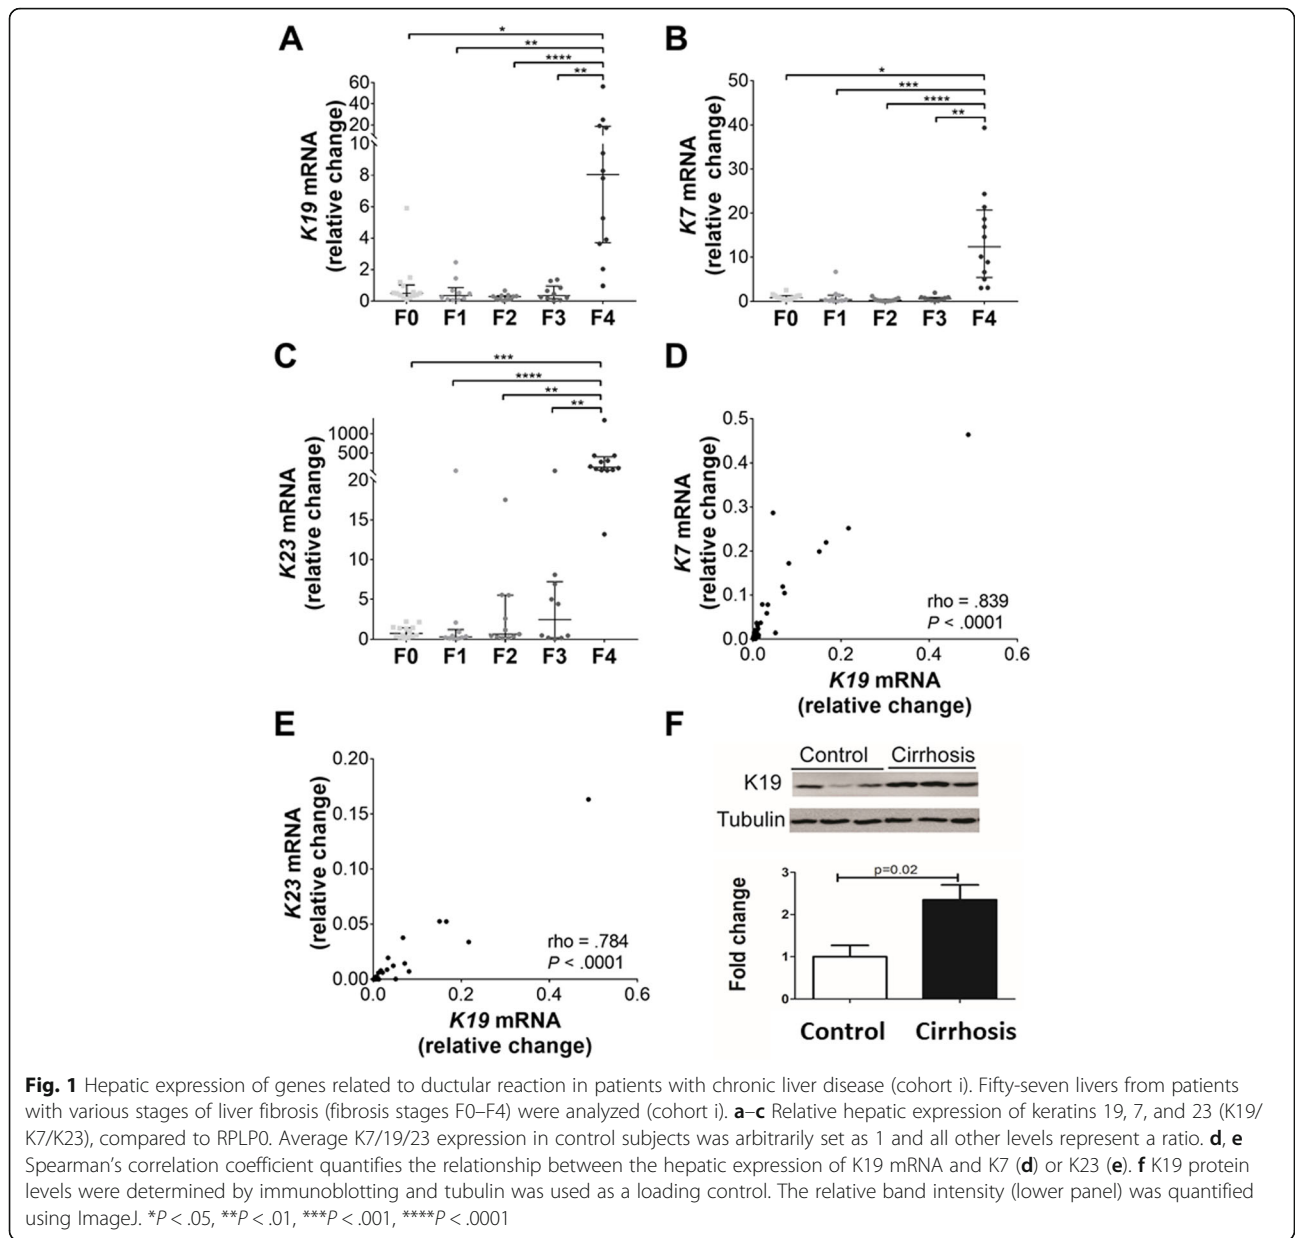 A
*
**
****
**
60
40
20
10
8
6
4
2
0
K19 mRNA
(relative change)
F0 F1 F2 F3 F4
B
*
***
****
**
50
40
30
20
10
0
K7 mRNA
(relative change)
F0 F1 F2 F3 F4
C
***
****
**
**
1000
500
20
15
10
5
0
K23 mRNA
(relative change)
F0 F1 F2 F3 F4
D
0.5
0.4
0.3
0.2
0.1
0.0
K7 mRNA
(relative change)
rho = .839
P < .0001
0.0 0.2 0.4 0.6
K19 mRNA
(relative change)
E
0.20
0.15
0.10
0.05
0.00
K23 mRNA
(relative change)
rho = .784
P < .0001
0.0 0.2 0.4 0.6
K19 mRNA
(relative change)
F
Control Cirrhosis
K19
Tubulin
p=0.02
3
2
1
0
Fold change
Control Cirrhosis
Fig. 1 Hepatic expression of genes related to ductular reaction in patients with chronic liver disease (cohort i). Fifty-seven livers from patients
with various stages of liver fibrosis (fibrosis stages F0–F4) were analyzed (cohort i). a–c Relative hepatic expression of keratins 19, 7, and 23 (K19/
K7/K23), compared to RPLP0. Average K7/19/23 expression in control subjects was arbitrarily set as 1 and all other levels represent a ratio. d, e
Spearman's correlation coefficient quantifies the relationship between the hepatic expression of K19 mRNA and K7 (d) or K23 (e). f K19 protein
levels were determined by immunoblotting and tubulin was used as a loading control. The relative band intensity (lower panel) was quantified
using ImageJ. *P < .05, **P < .01, ***P < .001, ****P < .0001